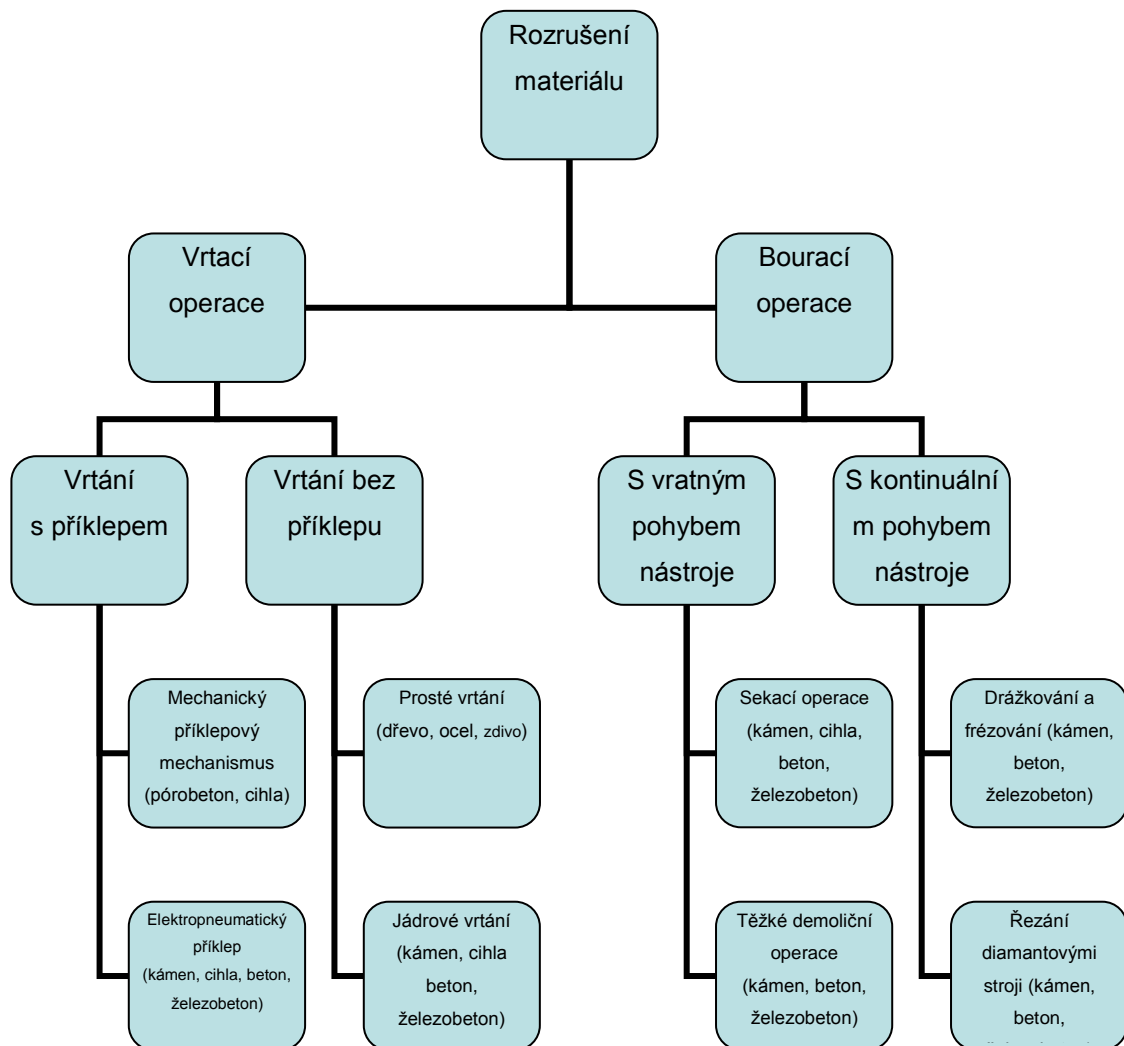 Rozrušení
materiálu
Vrtací
operace
Bourací
operace
Vrtání
s příklepem
Vrtání bez
příklepu
S vratným
pohybem
nástroje
S kontinuální
m pohybem
nástroje
Mechanický
příklepový
mechanismus
(pórobeton, cihla)
Prosté vrtání
(dřevo, ocel, zdivo)
Sekací operace
(kámen, cihla,
beton,
železobeton)
Drážkování a
frézování (kámen,
beton,
železobeton)
Elektropneumatický
příklep
(kámen, cihla, beton,
železobeton)
Jádrové vrtání
(kámen, cihla
beton,
železobeton)
Těžké demoliční
operace
(kámen, beton,
železobeton)
Řezání
diamantovými
stroji (kámen,
beton,